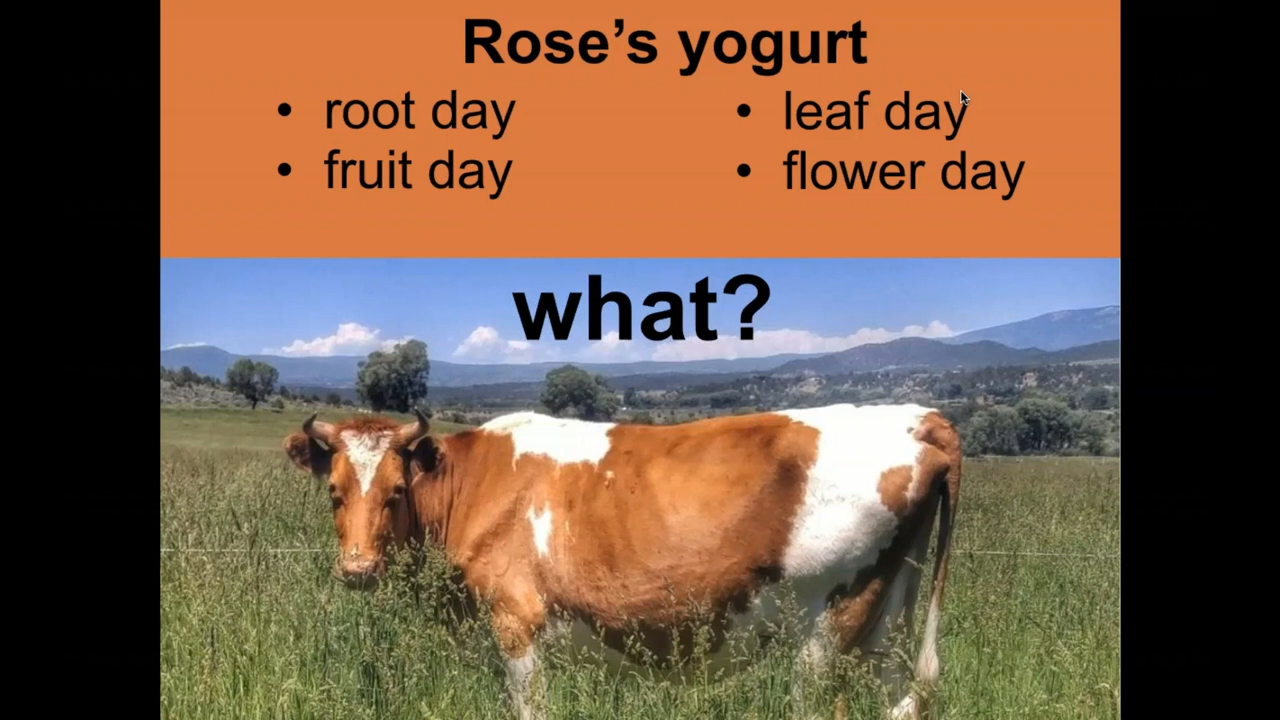 Rose's yogurt
• root day
• fruit day
• leaf day
• flower day
what?